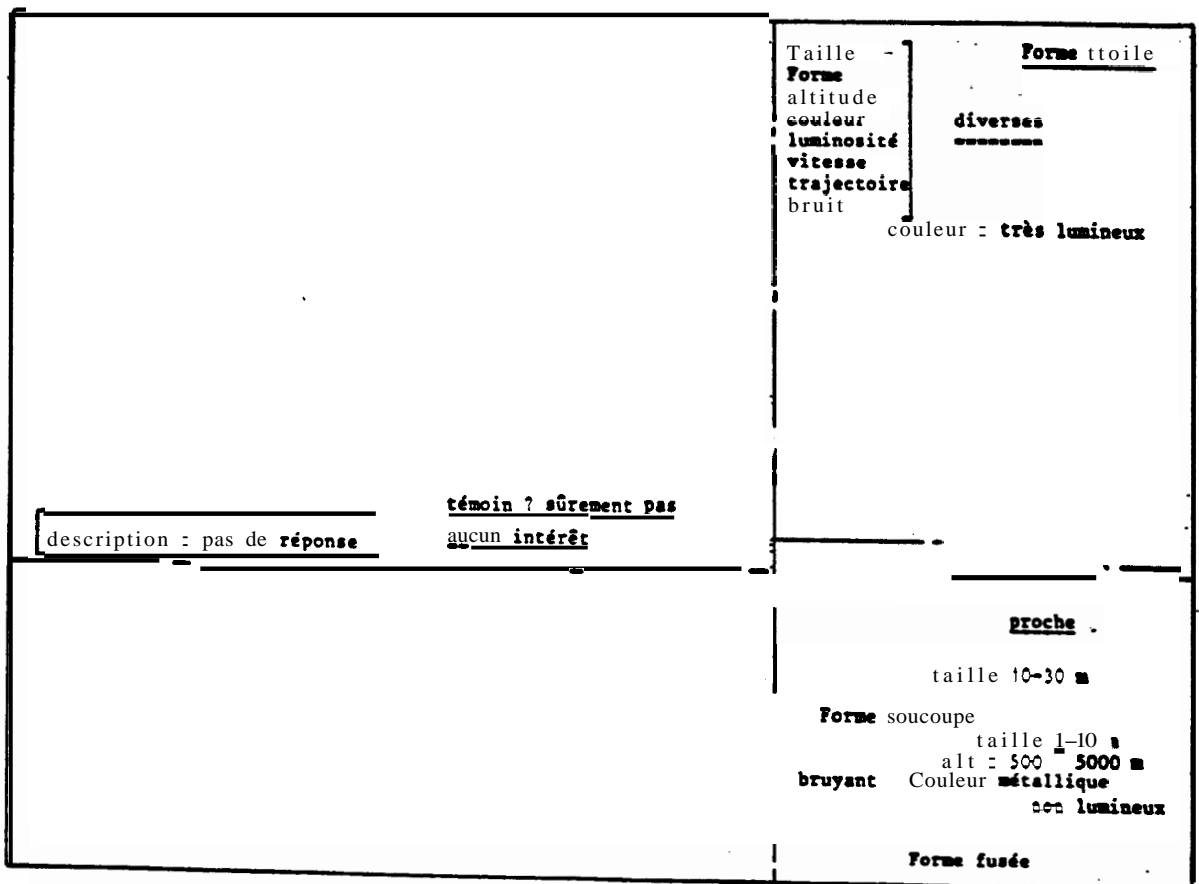 Taille - Forme ttoile
Forme
altitude
couleur diverses
luminosité
vitesse
trajectoire
bruit
couleur : très lumineux
témoin ? sûrement pas
description : pas de réponse aucun intérêt
proche
taille 10-30 m
Forme soucoupe
taille 1-10 m
alt : 500 5000 m
bruyant Couleur métallique
non lumineux
Forme fusée